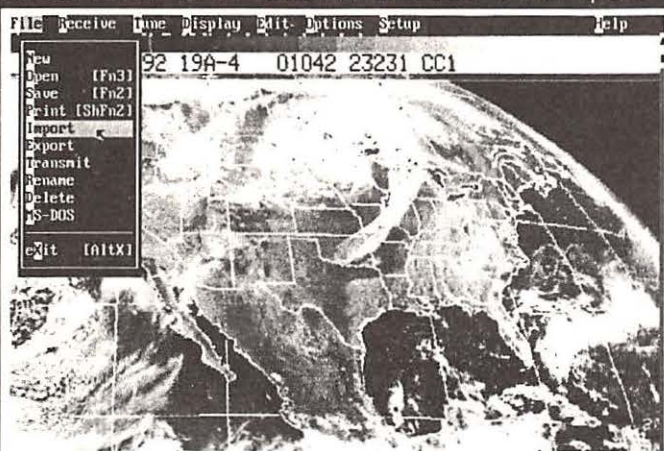 File Receive Tune Display Edit Options Setup Help
92 19A-4 01042 23231 CC1
New
Open [Fn3]
Save [Fn2]
Print [ShFn2]
Import
Export
Transmit
Rename
Delete
MS-DOS
eXit [AltX]